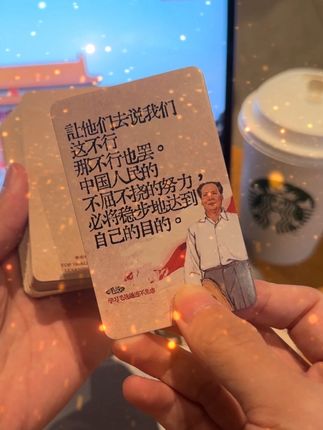 讓他们去说我们
这不行
那不行也罢。
中国人民的
不屈不挠的努力，
必将稳步地达到
自己的目的。